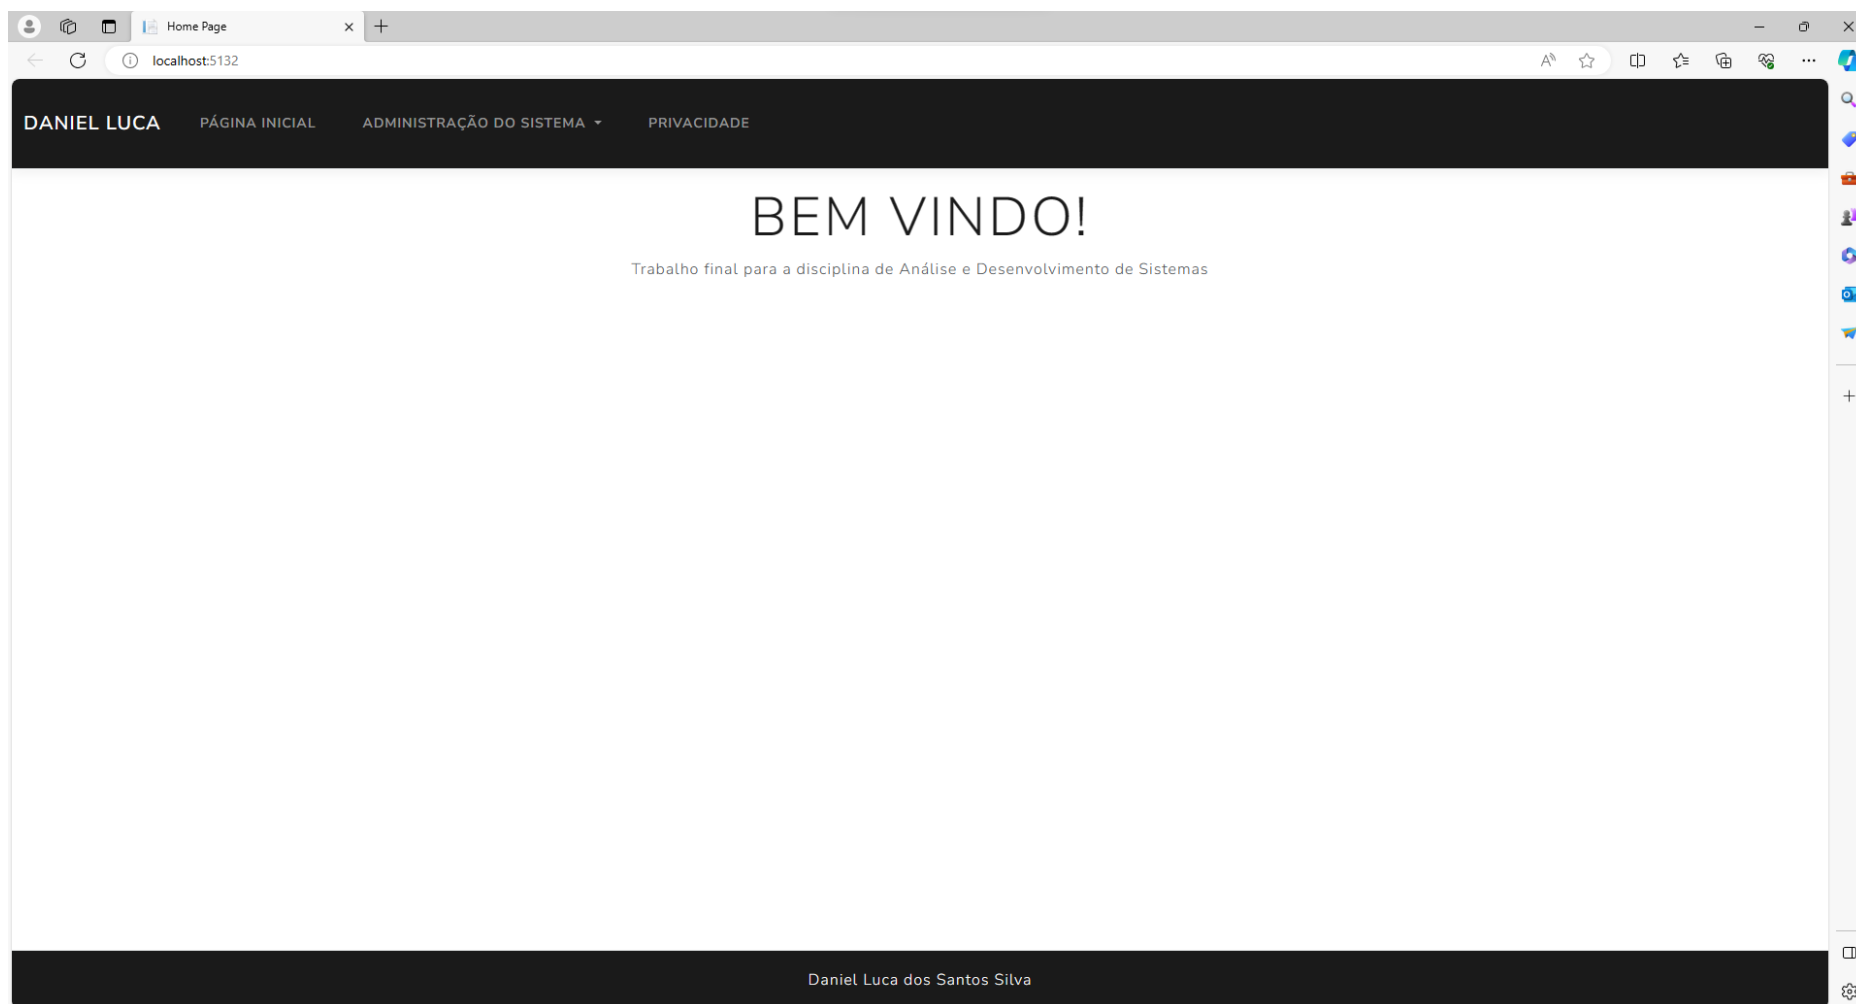 Home Page
localhost:5132
DANIEL LUCA PÁGINA INICIAL ADMINISTRAÇÃO DO SISTEMA PRIVACIDADE
BEM VINDO!
Trabalho final para a disciplina de Análise e Desenvolvimento de Sistemas
Daniel Luca dos Santos Silva